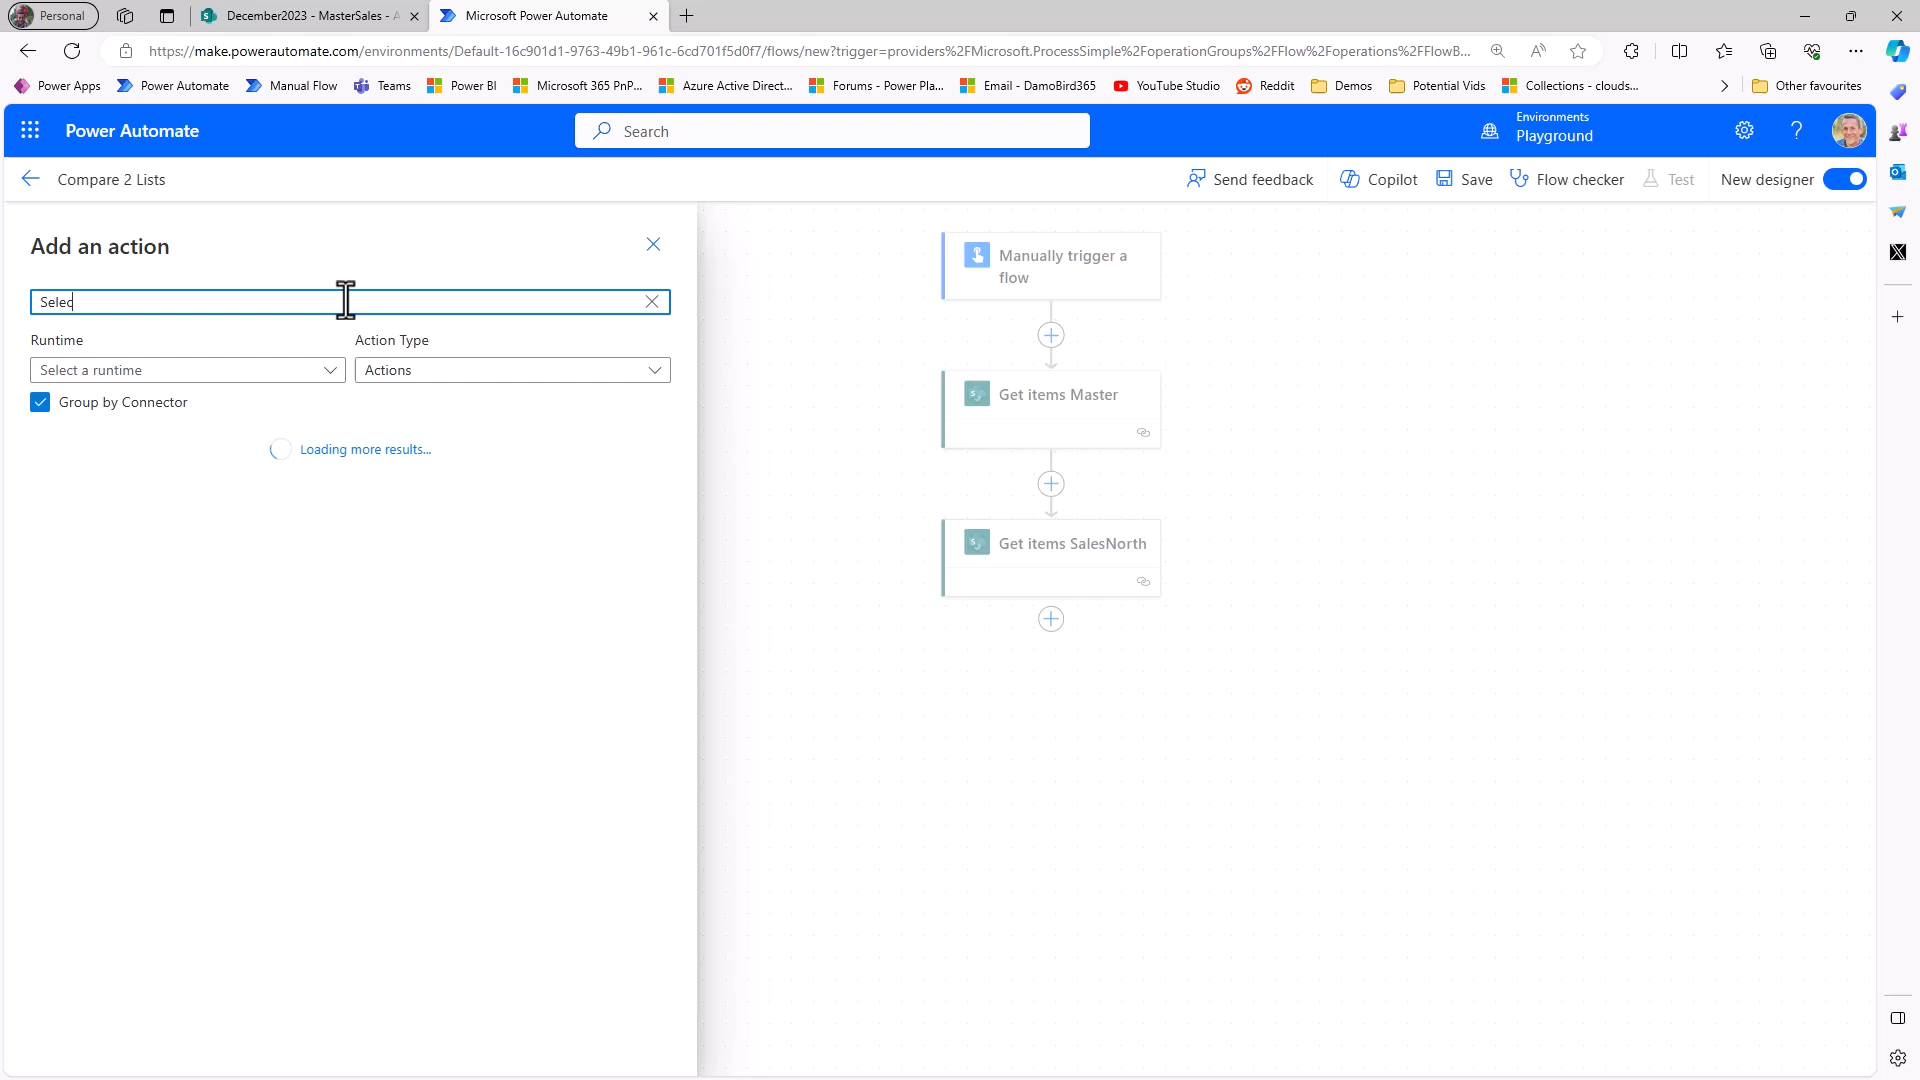 Personal
December2023 - MasterSales - A
Microsoft Power Automate
https://make.powerautomate.com/environments/Default-16c901d1-9763-49b1-961c-6cd701f5d0f7/flows/new?trigger=providers%2FMicrosoft.ProcessSimple%2FoperationGroups%2FFlow%2Foperations%2FFlowB...
Power Apps
Power Automate
Manual Flow
Teams
Power BI
Microsoft 365 PnP...
Azure Active Direct...
Forums - Power Pla...
Email - DamoBird365
YouTube Studio
Reddit
Demos
Potential Vids
Collections - clouds...
Other favourites
Power Automate
Search
Environments
Playground
Compare 2 Lists
Send feedback
Copilot
Save
Flow checker
Test
New designer
Add an action
Selec
Runtime
Action Type
Select a runtime
Actions
Group by Connector
Loading more results...
Manually trigger a
flow
Get items Master
Get items SalesNorth